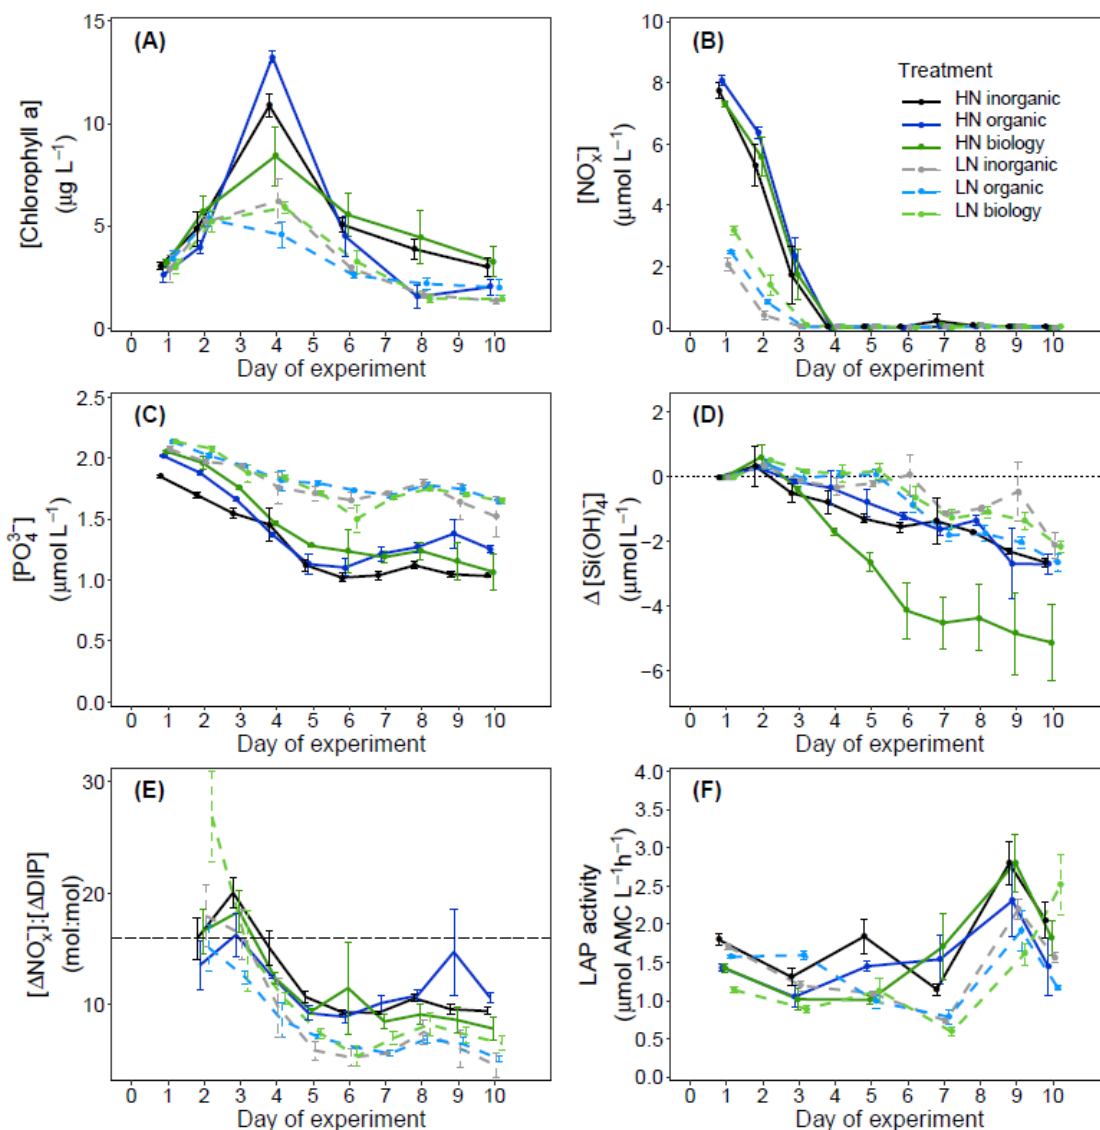 (A)
[Chlorophyll a]
(µg L⁻¹)
15
10
5
0
0 1 2 3 4 5 6 7 8 9 10
Day of experiment
(B)
[NOₓ⁻]
(µmol L⁻¹)
10
8
6
4
2
0
Treatment
HN inorganic
HN organic
HN biology
LN inorganic
LN organic
LN biology
0 1 2 3 4 5 6 7 8 9 10
Day of experiment
(C)
[PO₄³⁻]
(µmol L⁻¹)
2.5
2.0
1.5
1.0
0.5
0.0
0 1 2 3 4 5 6 7 8 9 10
Day of experiment
(D)
Δ [Si(OH)₄⁻]
(µmol L⁻¹)
2
0
−2
−4
−6
0 1 2 3 4 5 6 7 8 9 10
Day of experiment
(E)
[ΔNOₓ⁻]:[ΔDIP]
(mol:mol)
30
20
10
0 1 2 3 4 5 6 7 8 9 10
Day of experiment
(F)
LAP activity
(µmol AMC L⁻¹h⁻¹)
4.0
3.5
3.0
2.5
2.0
1.5
1.0
0.5
0.0
0 1 2 3 4 5 6 7 8 9 10
Day of experiment